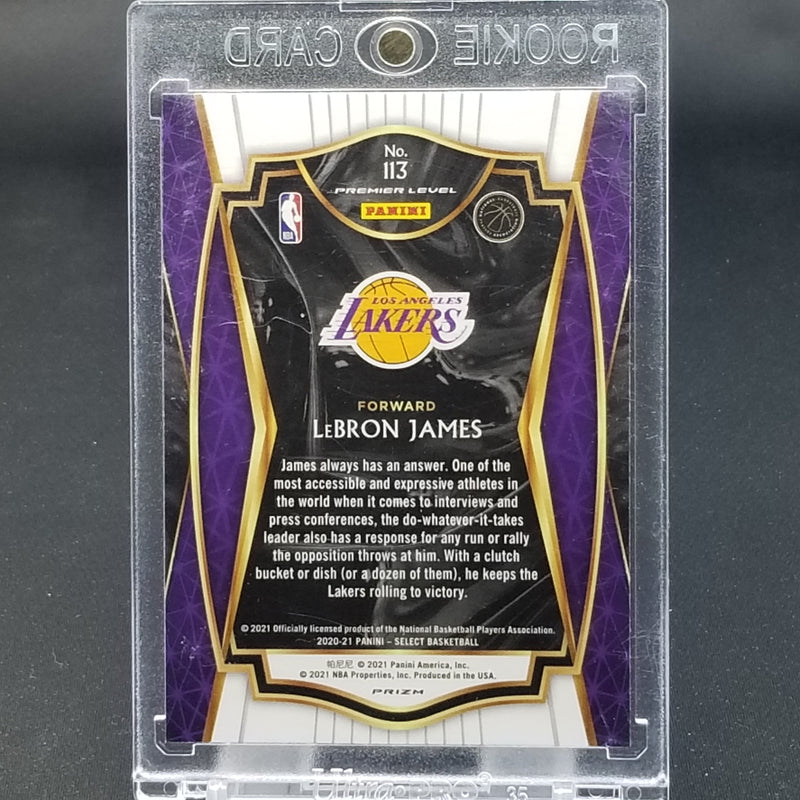 ROOKIE CARD
No.
113
PREMIER LEVEL
PANINI
NBA
LOS ANGELES
LAKERS
FORWARD
LeBRON JAMES
James always has an answer. One of the
most accessible and expressive athletes in
the world when it comes to interviews and
press conferences, the do-whatever-it-takes
leader also has a response for any run or rally
the opposition throws at him. With a clutch
bucket or dish (or a dozen of them), he keeps the
Lakers rolling to victory.
© 2021 Officially licensed product of the National Basketball Players Association.
2020-21 PANINI – SELECT BASKETBALL
帕尼尼 © 2021 Panini America, Inc.
© 2021 NBA Properties, Inc. Produced in the USA.
PRIZM
Ultra-PRO® 35